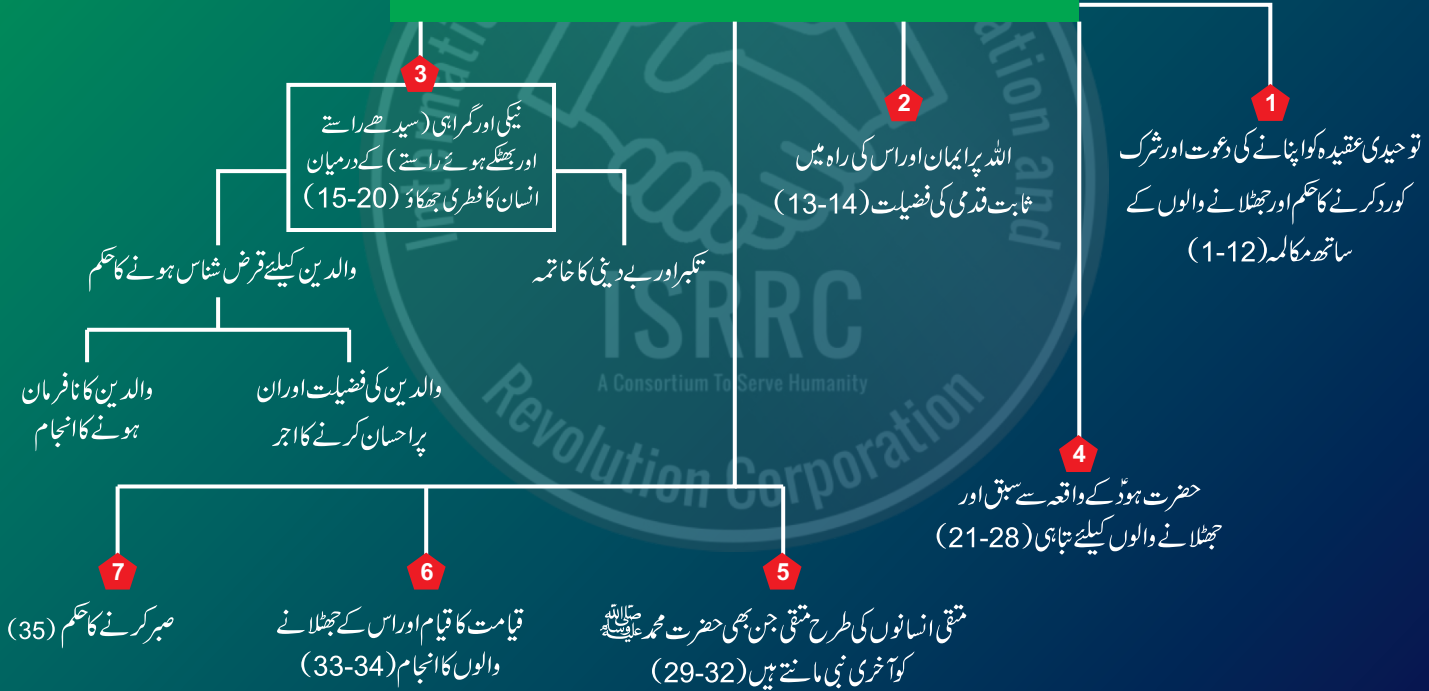 1
توحیدی عقیدہ کو اپنانے کی دعوت اور شرک
کو رد کرنے کا حکم اور جھٹلانے والوں کے
ساتھ مکالمہ (1-12)
2
اللہ پر ایمان اور اس کی راہ میں
ثابت قدمی کی فضیلت (13-14)
3
نیکی اور گمراہی (سیدھے راستے
اور بھٹکے ہوئے راستے) کے درمیان
انسان کا فطری جھکاؤ (15-20)
تکبر اور بے دینی کا خاتمہ
والدین کیلئے قرض شناس ہونے کا حکم
والدین کی فضیلت اور ان
پر احسان کرنے کا اجر
والدین کا نافرمان
ہونے کا انجام
4
حضرت ہودؑ کے واقعہ سے سبق اور
جھٹلانے والوں کیلئے تباہی (21-28)
5
متقی انسانوں کی طرح متقی جن بھی حضرت محمد ﷺ
کو آخری نبی مانتے ہیں (29-32)
6
قیامت کا قیام اور اس کے جھٹلانے
والوں کا انجام (33-34)
7
صبر کرنے کا حکم (35)
ISRRC
A Consortium To Serve Humanity
Revolution Corporation